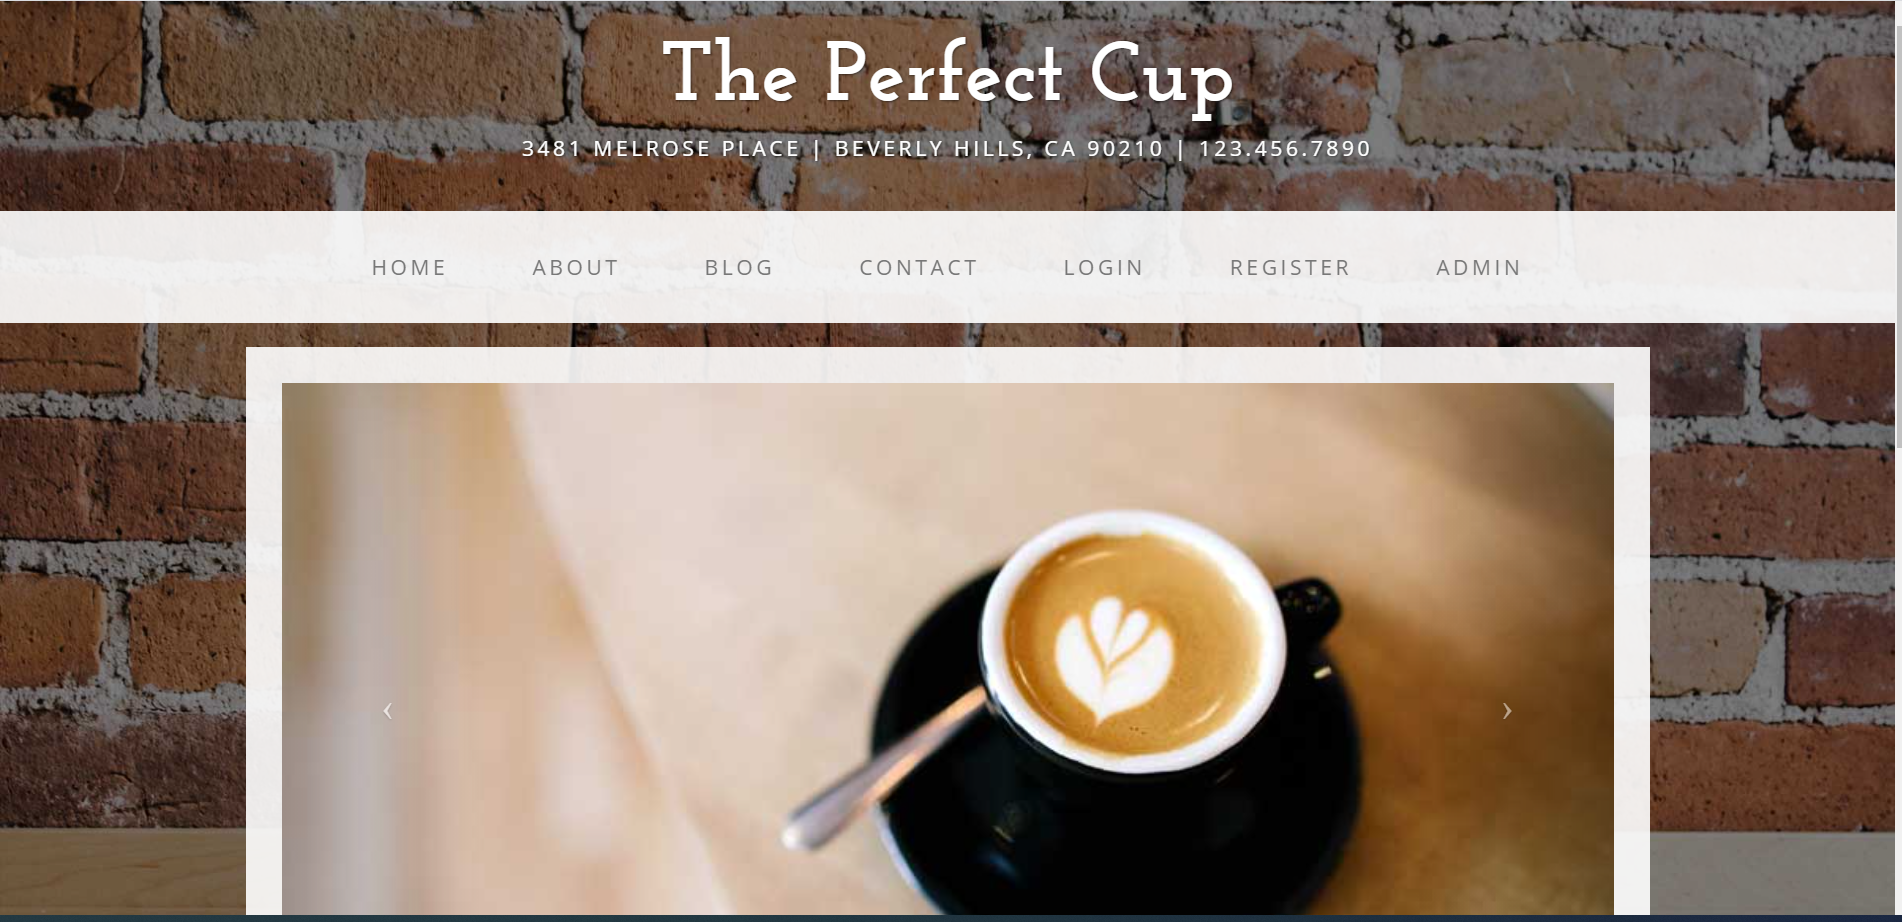 The Perfect Cup
3481 MELROSE PLACE | BEVERLY HILLS, CA 90210 | 123.456.7890
HOME ABOUT BLOG CONTACT LOGIN REGISTER ADMIN